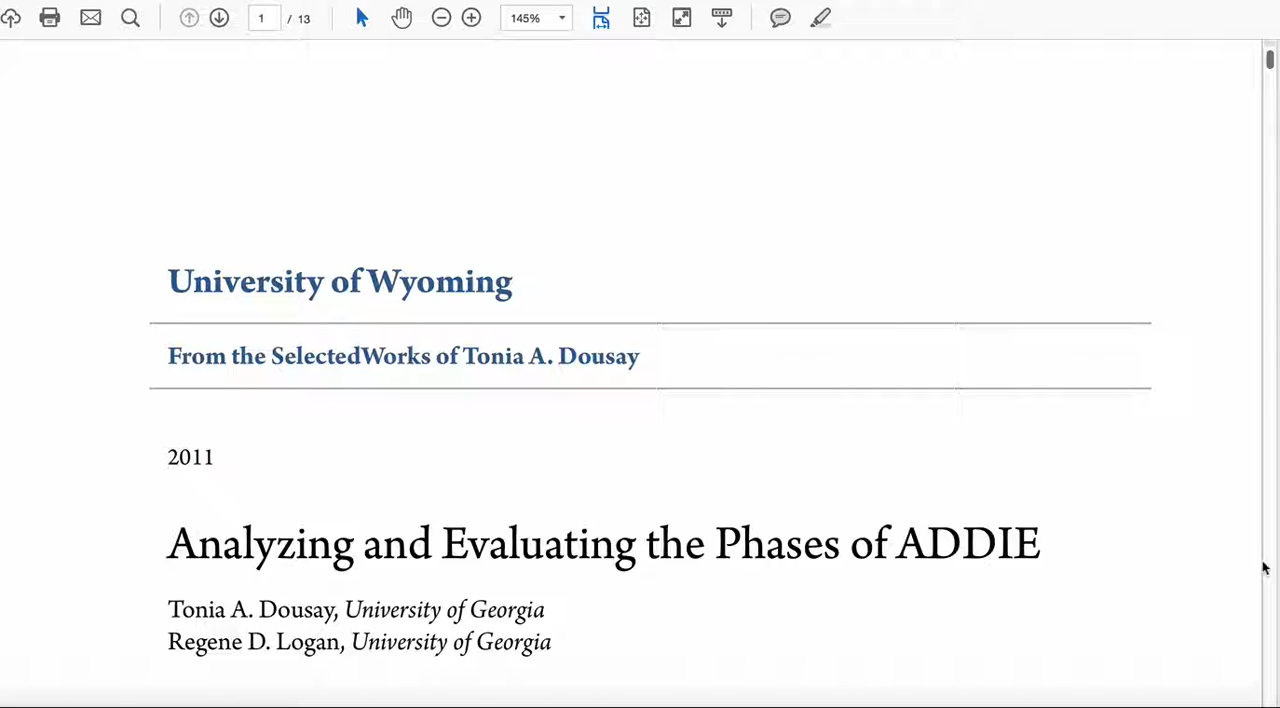 1 / 13 145%
University of Wyoming
From the SelectedWorks of Tonia A. Dousay
2011
Analyzing and Evaluating the Phases of ADDIE
Tonia A. Dousay, University of Georgia
Regene D. Logan, University of Georgia